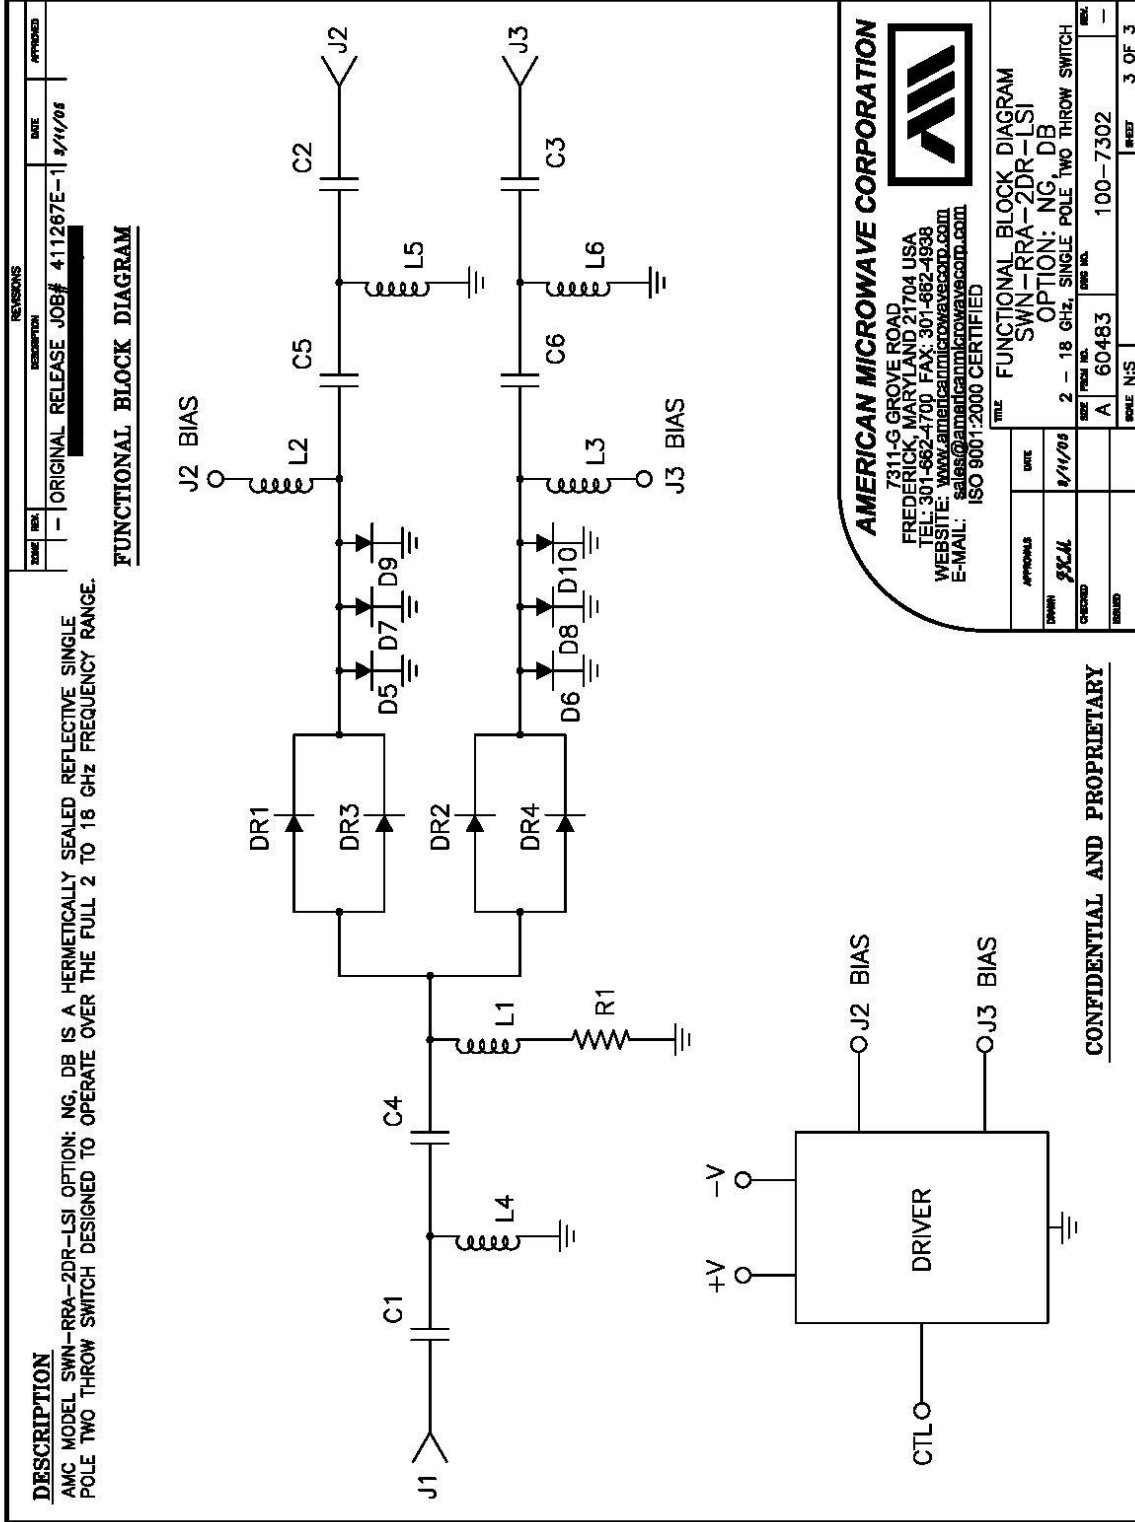 DESCRIPTION
AMC MODEL SWN-RRA-2DR-LSI OPTION: NG, DB IS A HERMETICALLY SEALED REFLECTIVE SINGLE
POLE TWO THROW SWITCH DESIGNED TO OPERATE OVER THE FULL 2 TO 18 GHz FREQUENCY RANGE.
REVISIONS
ZONE REV. DESCRIPTION DATE APPROVED
- ORIGINAL RELEASE JOB# 411267E-1 8/11/05
FUNCTIONAL BLOCK DIAGRAM
J2 BIAS
L2
C5
L5
C2
J2
DR1
DR3
D5
D7
D9
J1
C1
L4
C4
L1
R1
DR2
DR4
D6
D8
D10
L3
J3 BIAS
C6
L6
C3
J3
+V
-V
CTL
DRIVER
J2 BIAS
J3 BIAS
CONFIDENTIAL AND PROPRIETARY
AMERICAN MICROWAVE CORPORATION
7311-G GROVE ROAD
FREDERICK, MARYLAND 21704 USA
TEL: 301-662-4700 FAX: 301-662-4938
WEBSITE: www.americanmicrowavecorp.com
E-MAIL: sales@americanmicrowavecorp.com
ISO 9001:2000 CERTIFIED
APPROVALS DATE
DRAWN 8/11/05
CHECKED
ISSUED
TITLE
FUNCTIONAL BLOCK DIAGRAM
SWN-RRA-2DR-LSI
OPTION: NG, DB
2 - 18 GHz, SINGLE POLE TWO THROW SWITCH
SIZE FSCM NO. DWG NO. REV.
A 60483 100-7302 -
SCALE N:S SHEET 3 OF 3